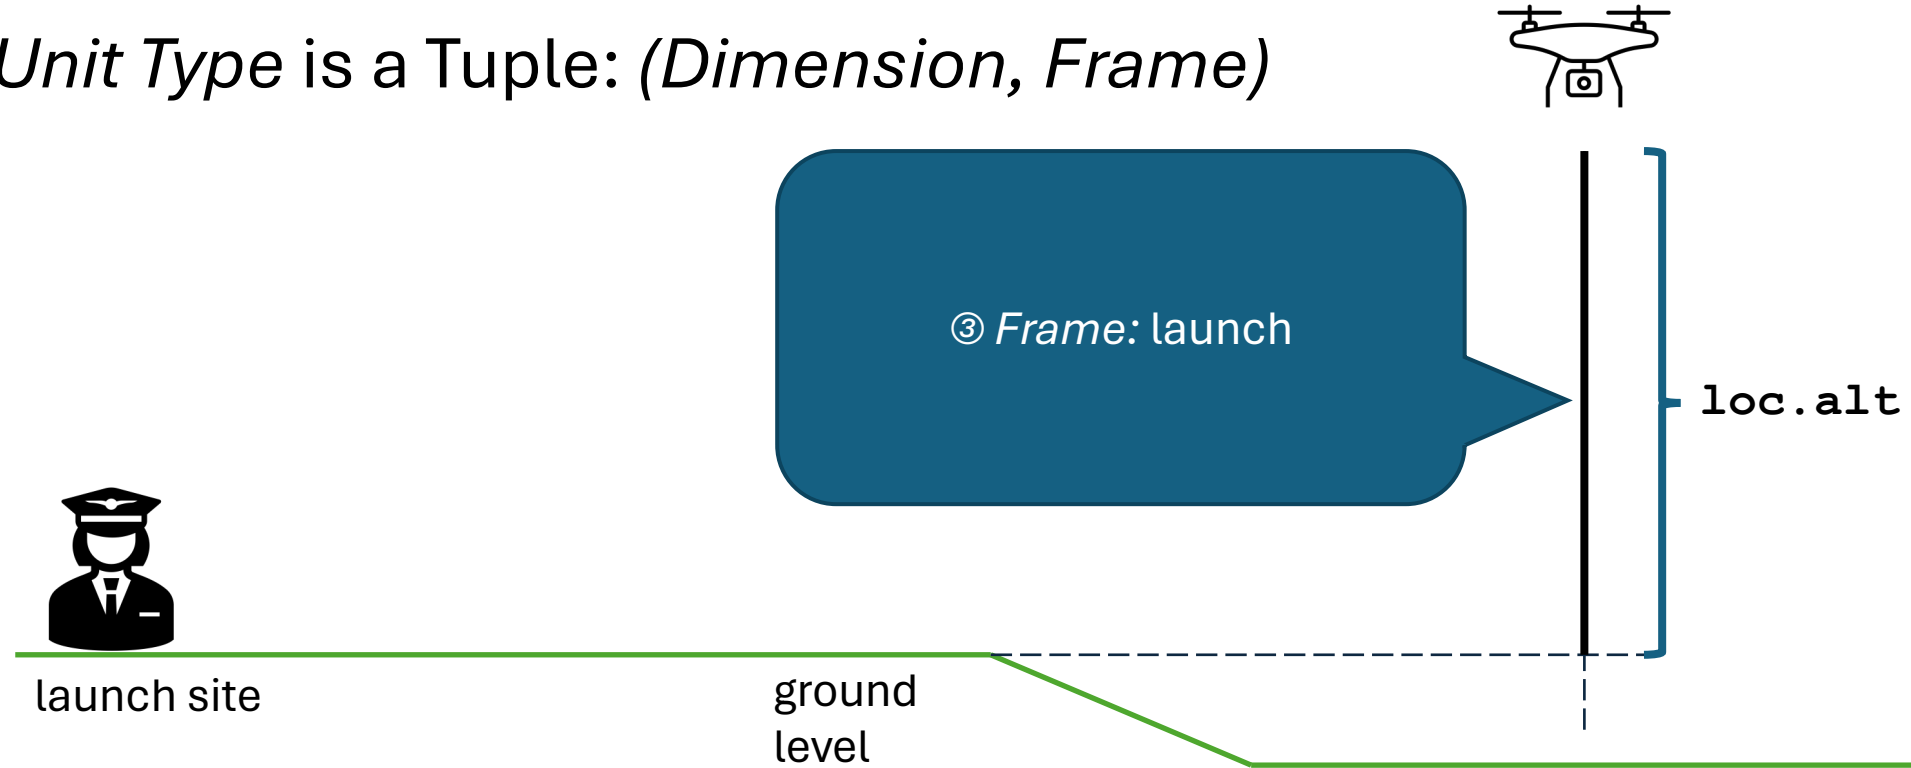 Unit Type is a Tuple: (Dimension, Frame)
③ Frame: launch
loc.alt
launch site
ground
level